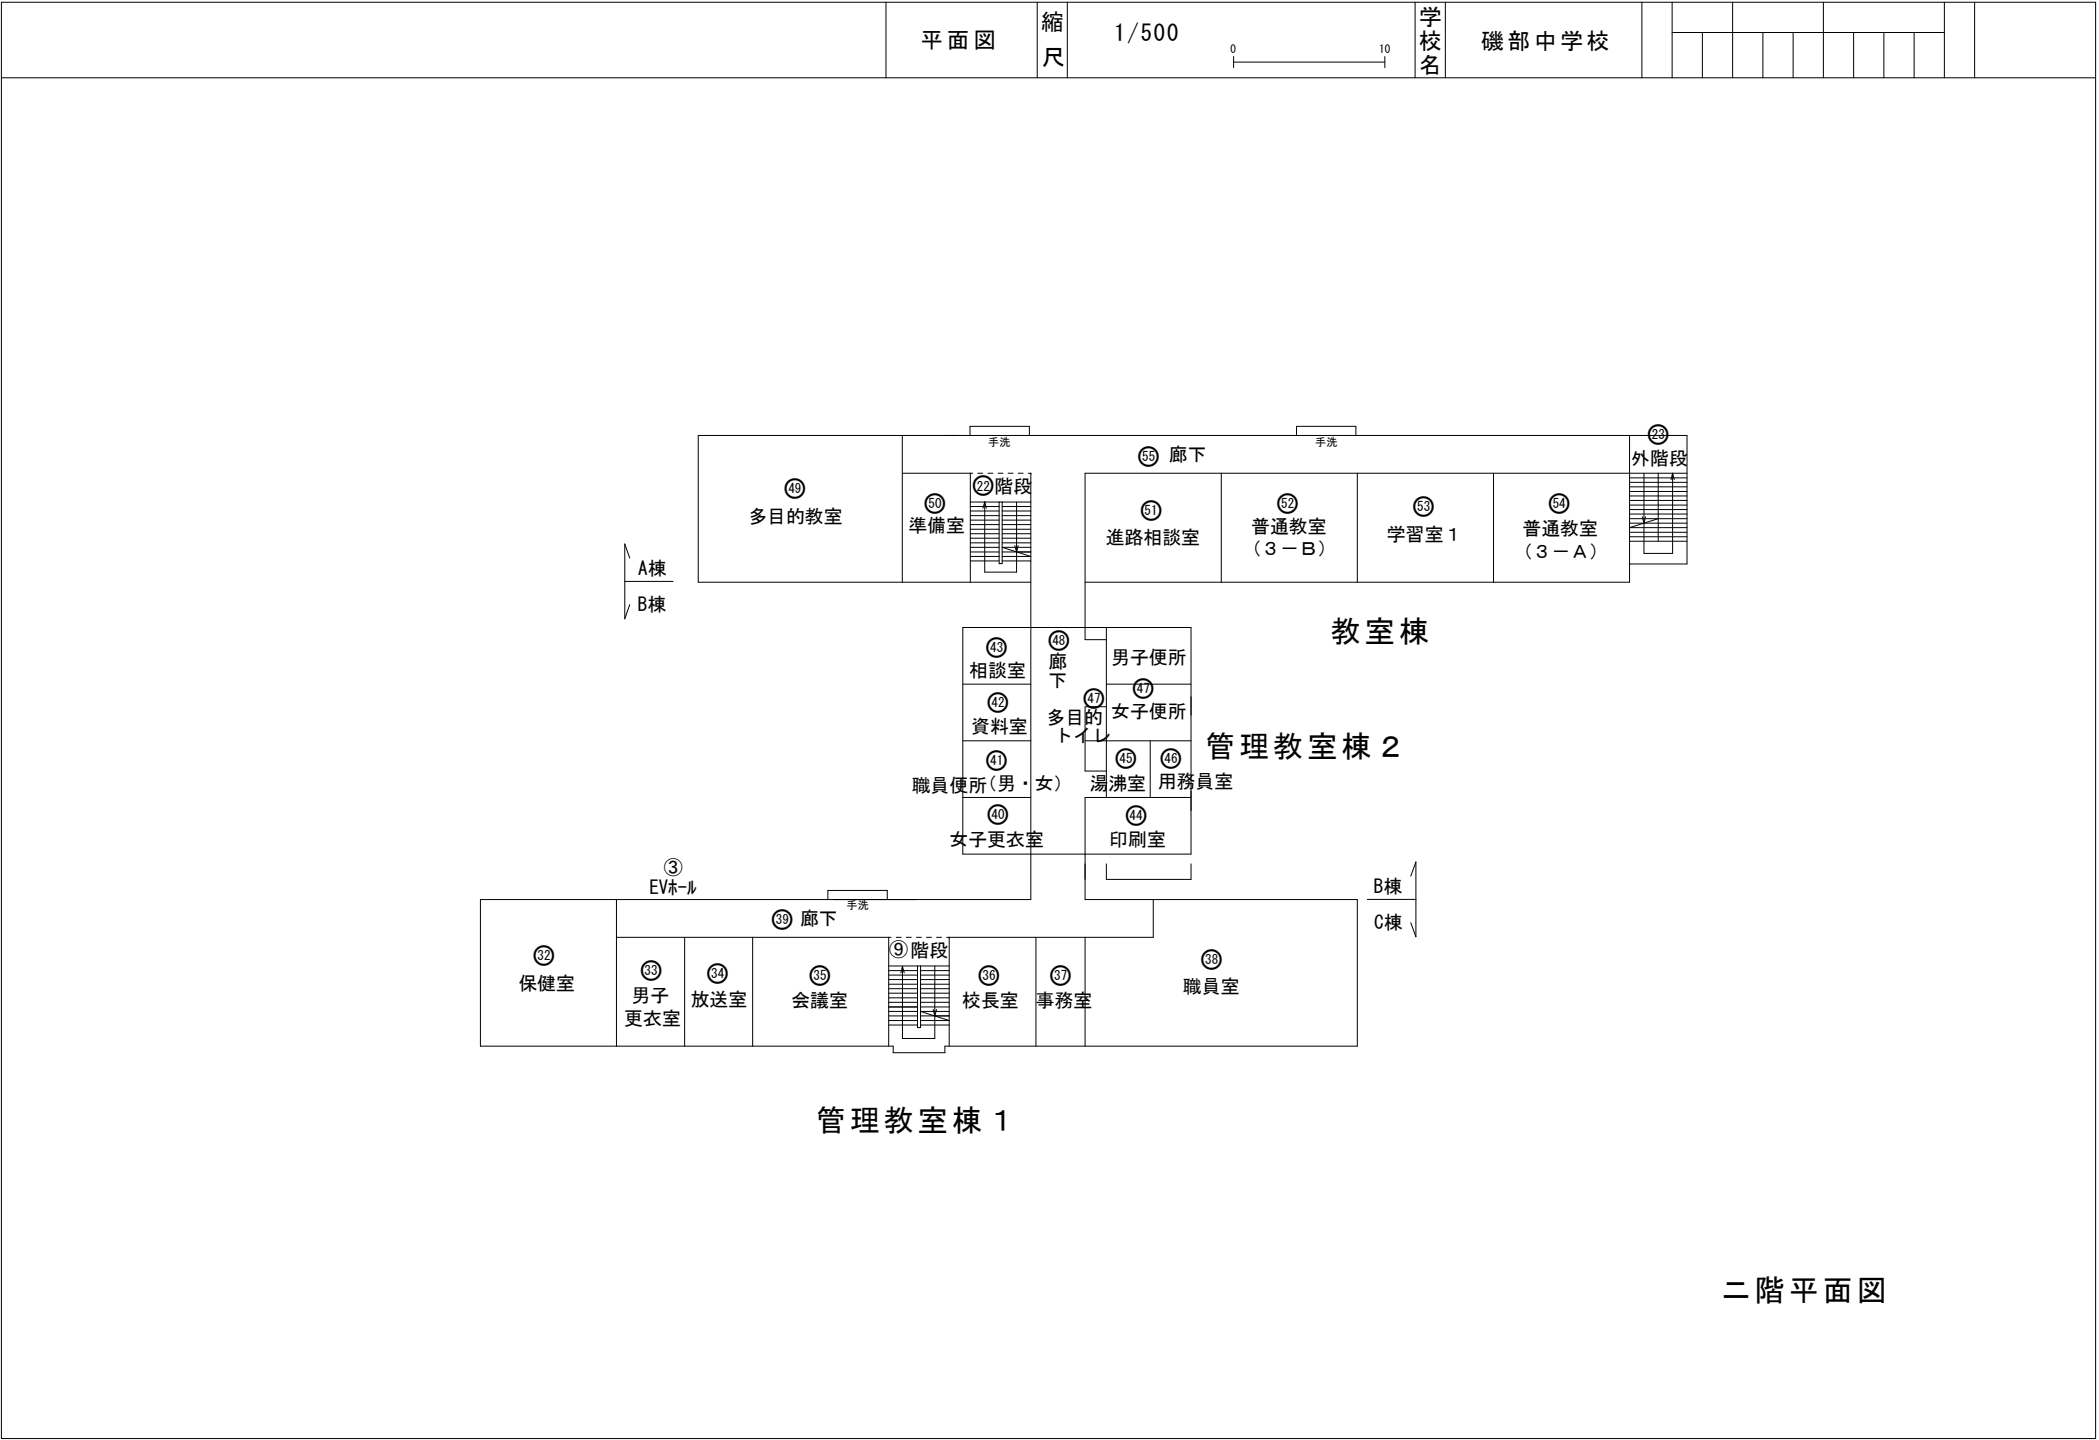 平面図
縮尺
1/500
0
10
学校名
磯部中学校
手洗
手洗
㉓
外階段
㊺ 廊下
㊾
多目的教室
㊿
準備室
㉒階段
51
進路相談室
52
普通教室
(3-B)
53
学習室1
54
普通教室
(3-A)
A棟
B棟
教室棟
㊸
相談室
㊽
廊下
男子便所
㊷
資料室
㊼
多目的
トイレ
㊼
女子便所
管理教室棟2
㊶
職員便所(男・女)
㊺
湯沸室
㊻
用務員室
㊵
女子更衣室
㊹
印刷室
③
EVホール
B棟
C棟
手洗
㊴ 廊下
㉜
保健室
㉝
男子
更衣室
㉞
放送室
㉟
会議室
⑨階段
㊱
校長室
㊲
事務室
㊳
職員室
管理教室棟1
二階平面図